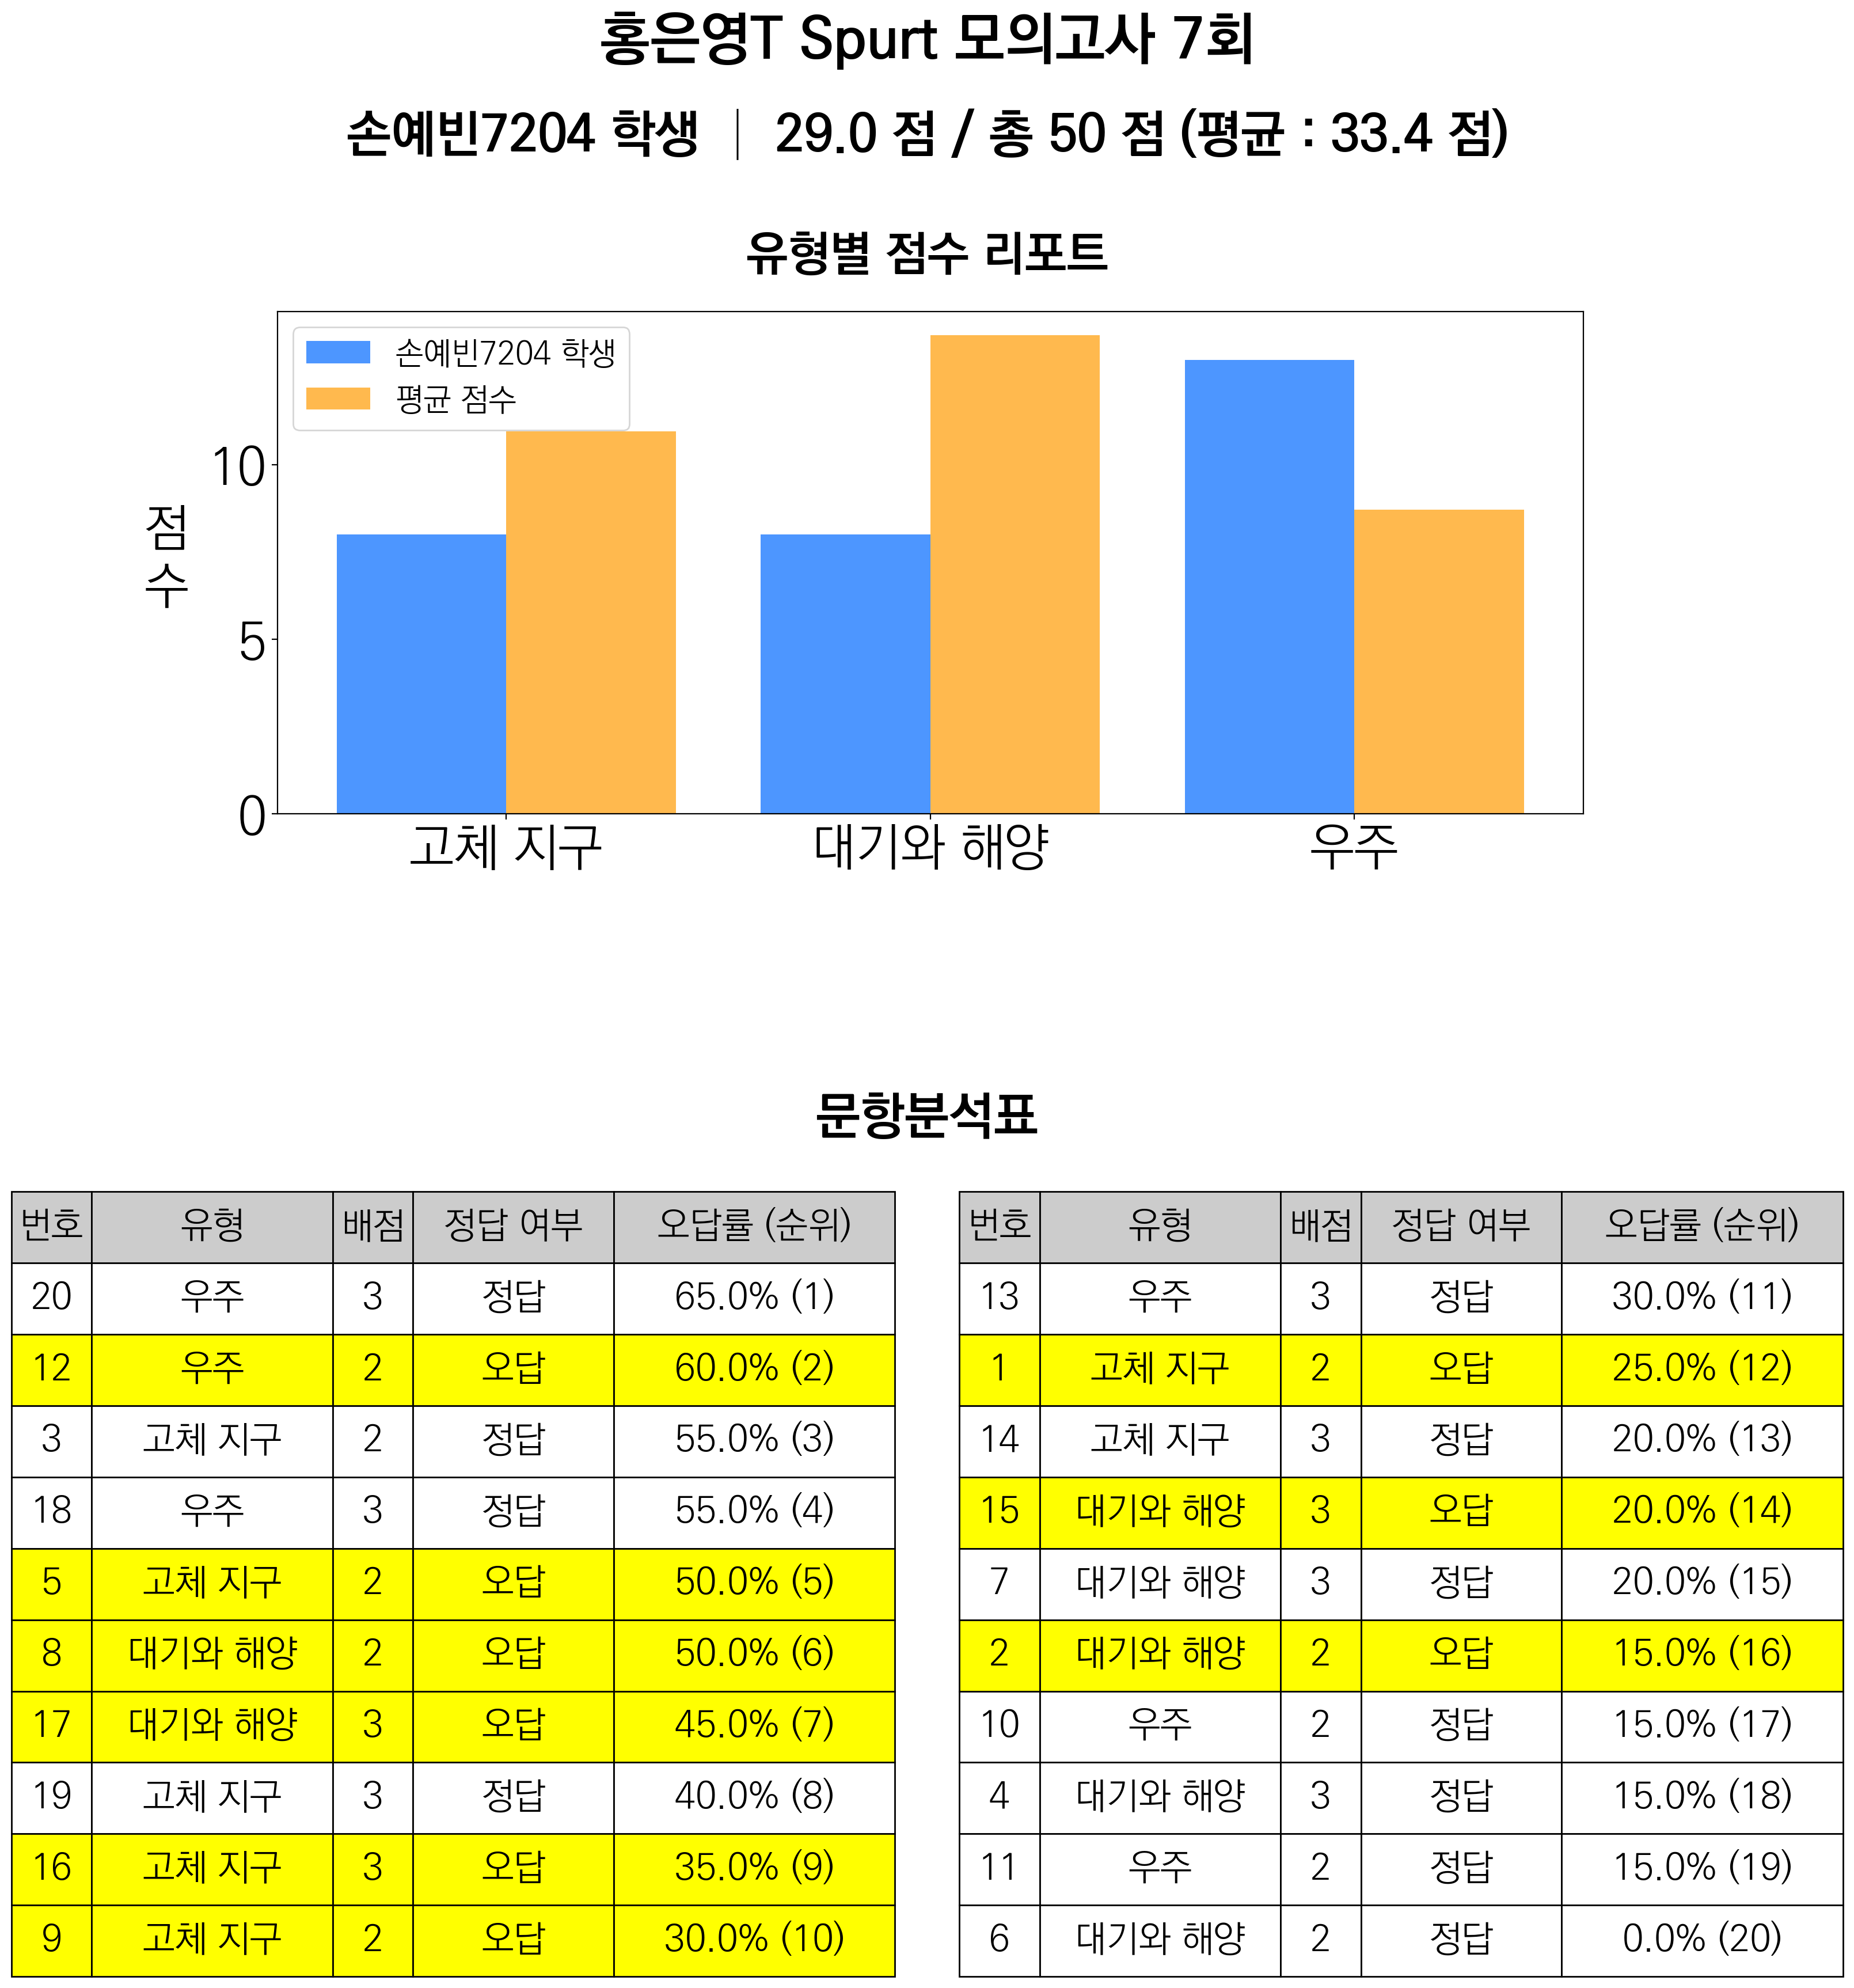 홍은영T Spurt 모의고사 7회
손예빈7204 학생 | 29.0 점 / 총 50 점 (평균 : 33.4 점)
유형별 점수 리포트
손예빈7204 학생
평균 점수
점
수
10
5
0
고체 지구 대기와 해양 우주
문항분석표
번호 유형 배점 정답 여부 오답률 (순위)
20 우주 3 정답 65.0% (1)
12 우주 2 오답 60.0% (2)
3 고체 지구 2 정답 55.0% (3)
18 우주 3 정답 55.0% (4)
5 고체 지구 2 오답 50.0% (5)
8 대기와 해양 2 오답 50.0% (6)
17 대기와 해양 3 오답 45.0% (7)
19 고체 지구 3 정답 40.0% (8)
16 고체 지구 3 오답 35.0% (9)
9 고체 지구 2 오답 30.0% (10)
번호 유형 배점 정답 여부 오답률 (순위)
13 우주 3 정답 30.0% (11)
1 고체 지구 2 오답 25.0% (12)
14 고체 지구 3 정답 20.0% (13)
15 대기와 해양 3 오답 20.0% (14)
7 대기와 해양 3 정답 20.0% (15)
2 대기와 해양 2 오답 15.0% (16)
10 우주 2 정답 15.0% (17)
4 대기와 해양 3 정답 15.0% (18)
11 우주 2 정답 15.0% (19)
6 대기와 해양 2 정답 0.0% (20)